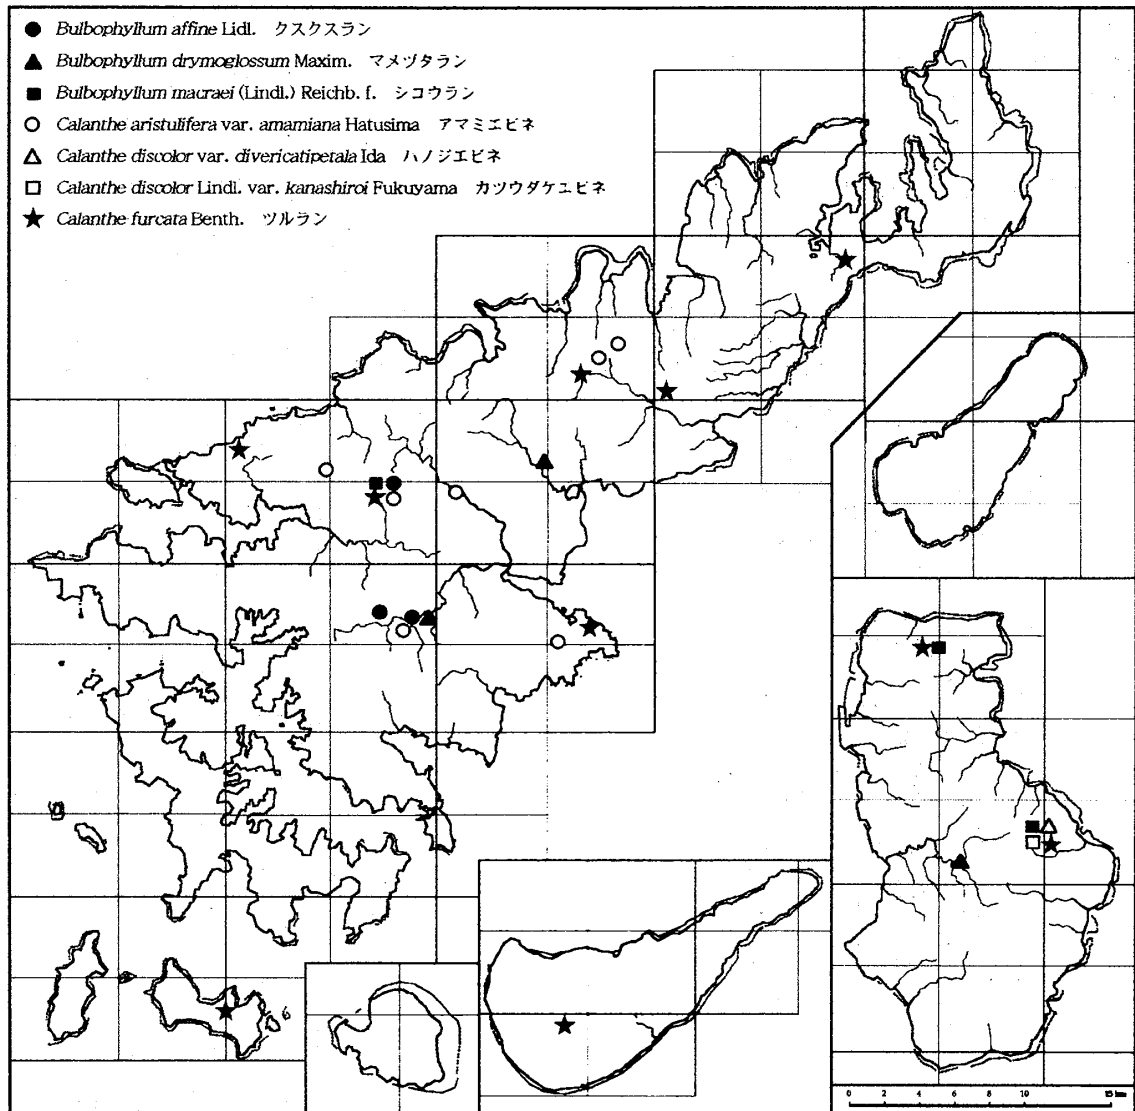 ● Bulbophyllum affine Lidl. クスクスラン
▲ Bulbophyllum drymoglossum Maxim. マメヅタラン
■ Bulbophyllum macraei (Lindl.) Reichb. f. シコウラン
○ Calanthe aristulifera var. amamiana Hatusima アマミエビネ
△ Calanthe discolor var. divericatipetala Ida ハノジエビネ
□ Calanthe discolor Lindl. var. kanashiroi Fukuyama カツウダケエビネ
★ Calanthe furcata Benth. ツルラン
0 2 4 6 8 10 15 km